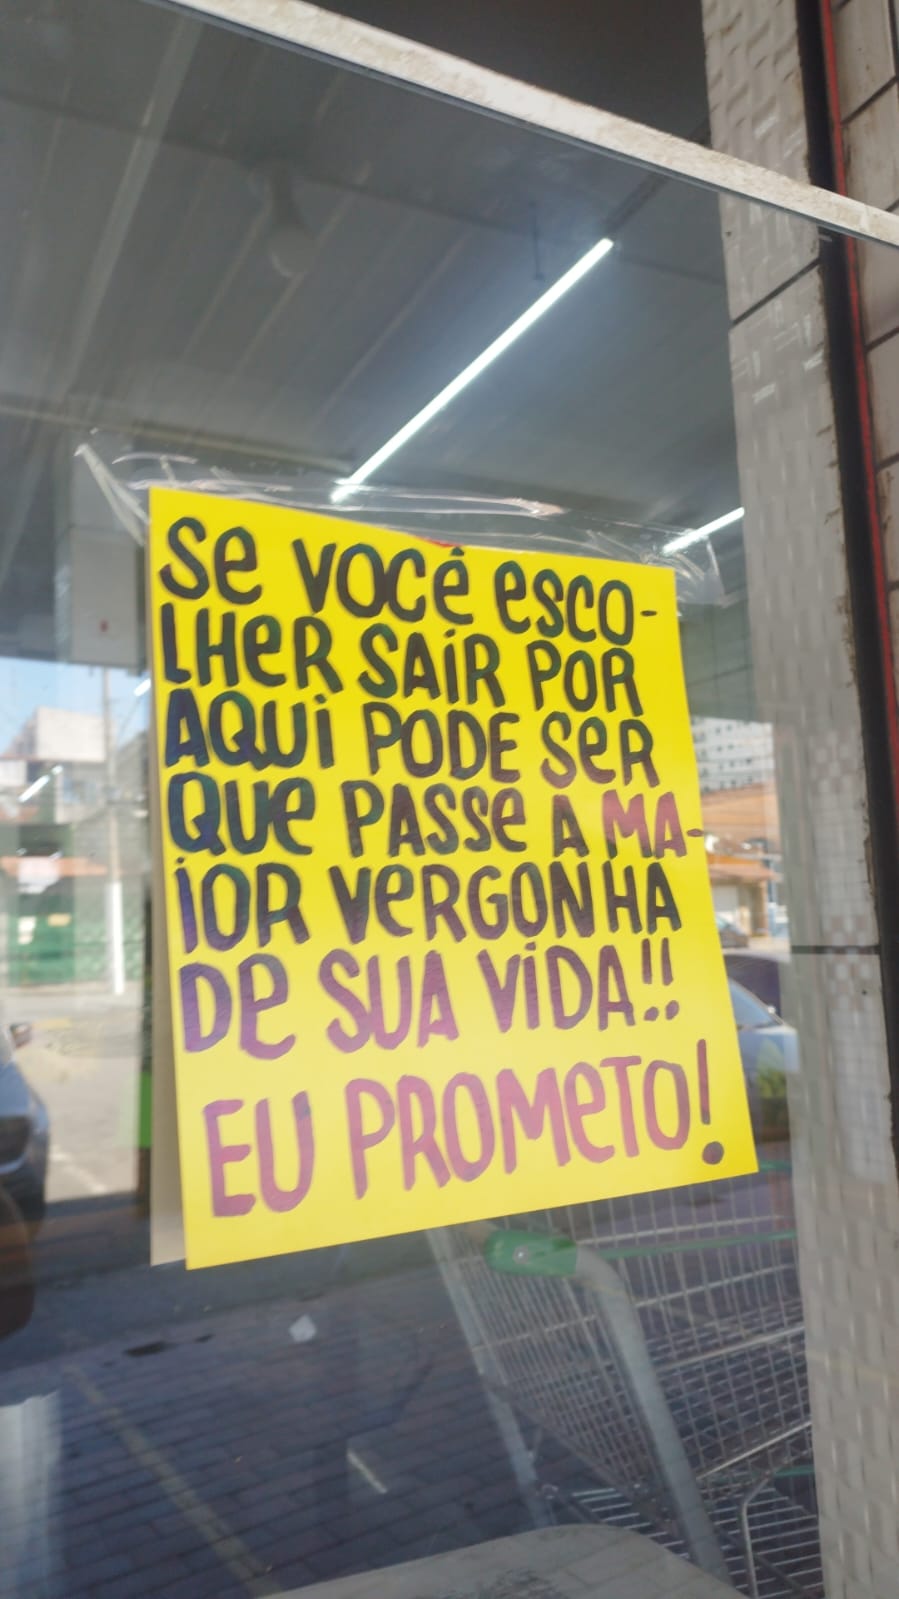 Se você esco-
lher sair por
aqui pode ser
que passe a ma-
ior vergonha
de sua vida!!
Eu prometo!